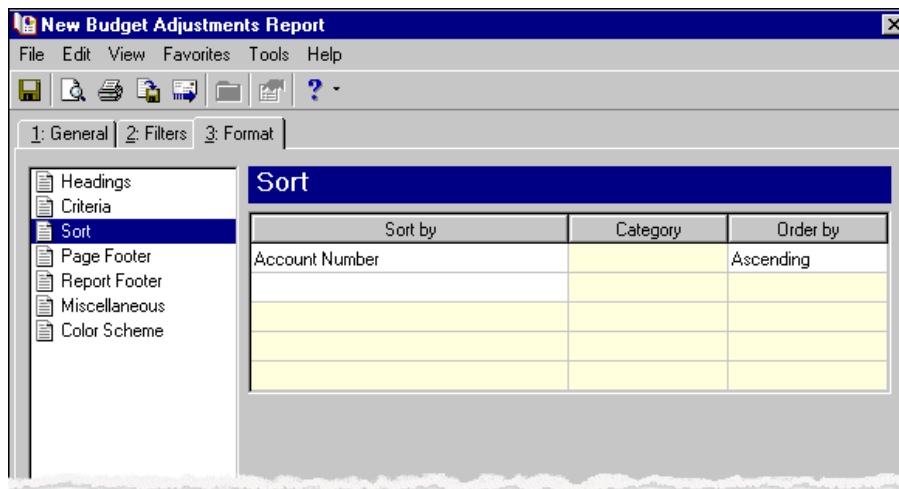 New Budget Adjustments Report
File Edit View Favorites Tools Help
1: General 2: Filters 3: Format
Headings
Criteria
Sort
Page Footer
Report Footer
Miscellaneous
Color Scheme
Sort
Sort by Category Order by
Account Number Ascending